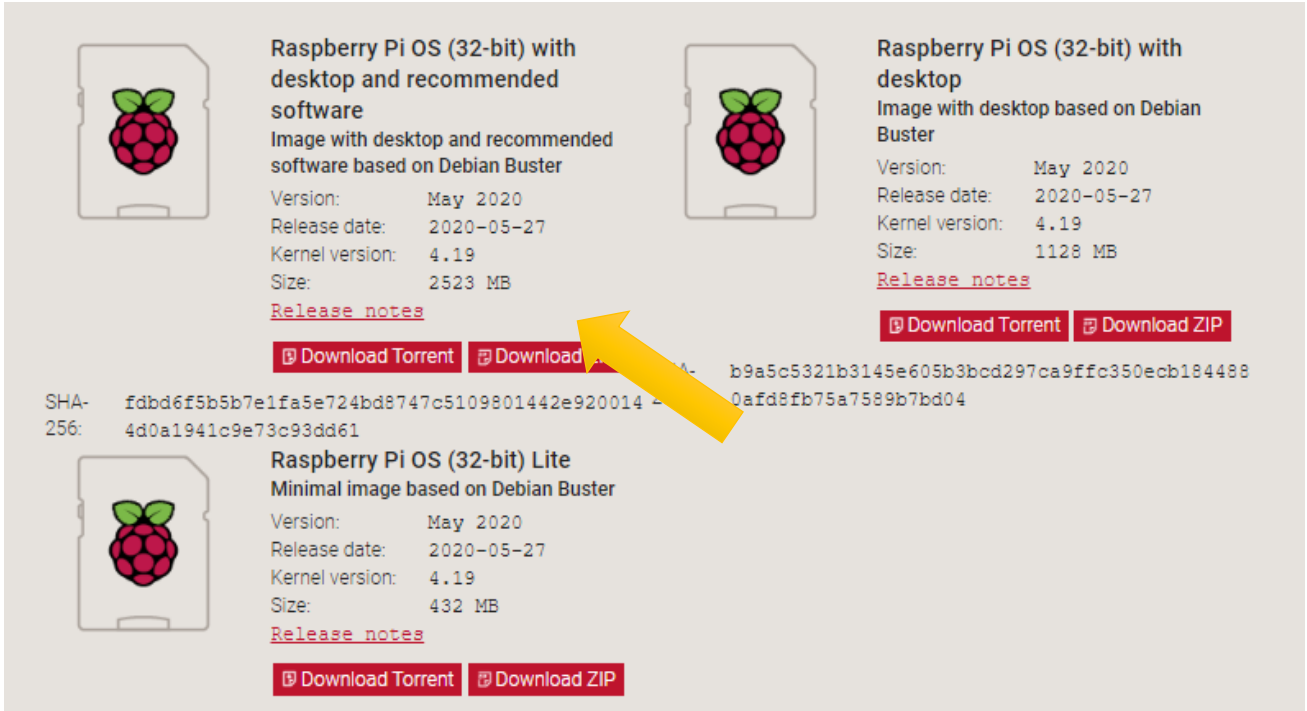 Raspberry Pi OS (32-bit) with
desktop and recommended
software
Image with desktop and recommended
software based on Debian Buster
Version: May 2020
Release date: 2020-05-27
Kernel version: 4.19
Size: 2523 MB
Release notes
Download Torrent Download
SHA- fdbd6f5b5b7e1fa5e724bd8747c5109801442e920014
256: 4d0a1941c9e73c93dd61
Raspberry Pi OS (32-bit) with
desktop
Image with desktop based on Debian
Buster
Version: May 2020
Release date: 2020-05-27
Kernel version: 4.19
Size: 1128 MB
Release notes
Download Torrent Download ZIP
b9a5c5321b3145e605b3bcd297ca9ffc350ecb184488
0afd8fb75a7589b7bd04
Raspberry Pi OS (32-bit) Lite
Minimal image based on Debian Buster
Version: May 2020
Release date: 2020-05-27
Kernel version: 4.19
Size: 432 MB
Release notes
Download Torrent Download ZIP